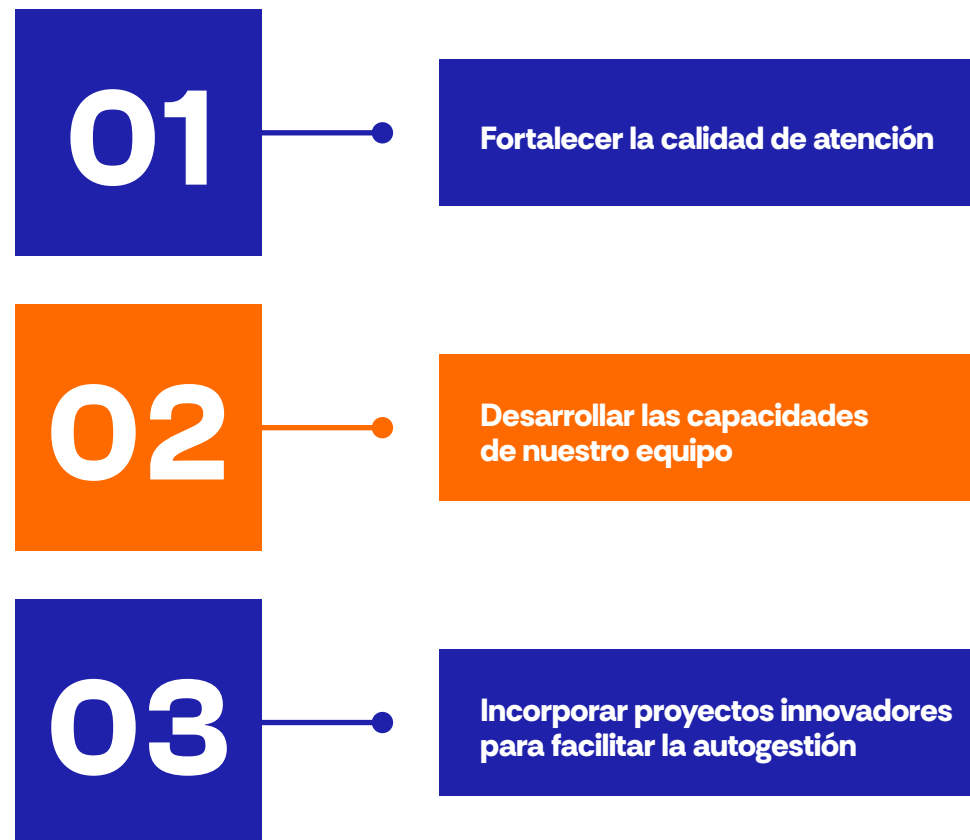 01
Fortalecer la calidad de atención
02
Desarrollar las capacidades
de nuestro equipo
03
Incorporar proyectos innovadores
para facilitar la autogestión